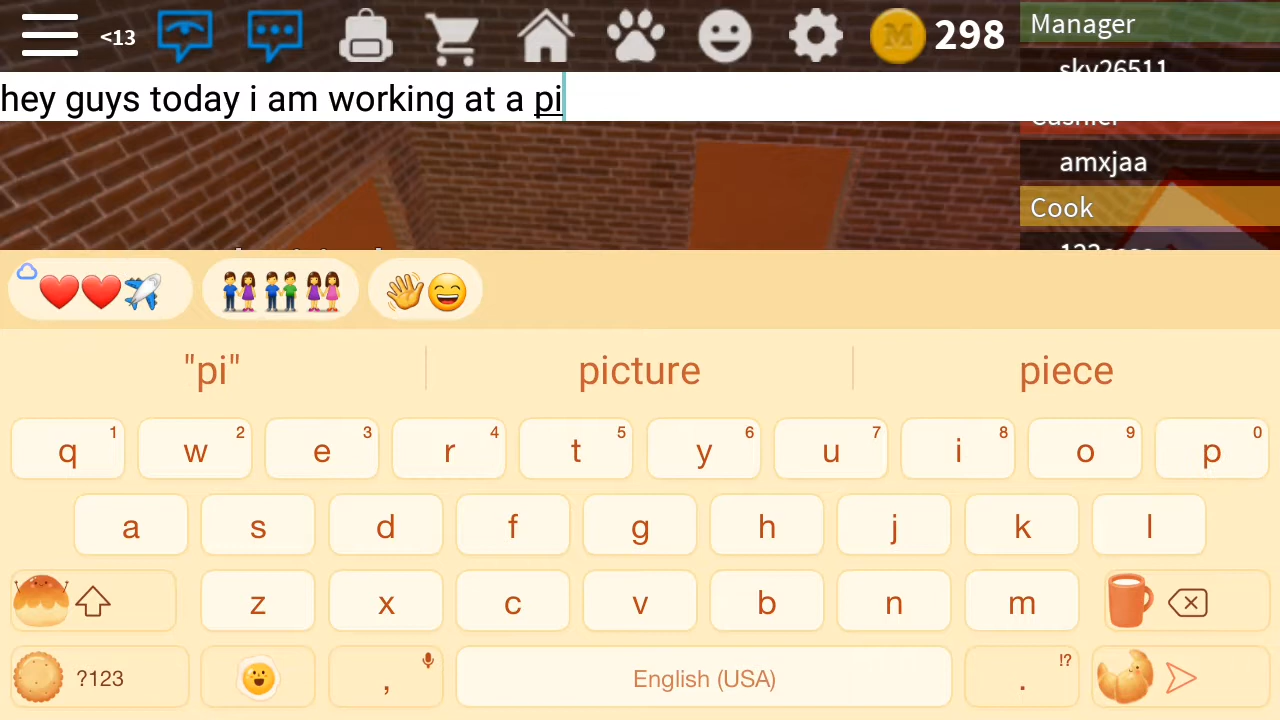 <13
298
Manager
sky26511
hey guys today i am working at a pi
Cashier
amxjaa
Cook
"pi" picture piece
q 1 w 2 e 3 r 4 t 5 y 6 u 7 i 8 o 9 p 0
a s d f g h j k l
z x c v b n m
?123 , English (USA) . !?